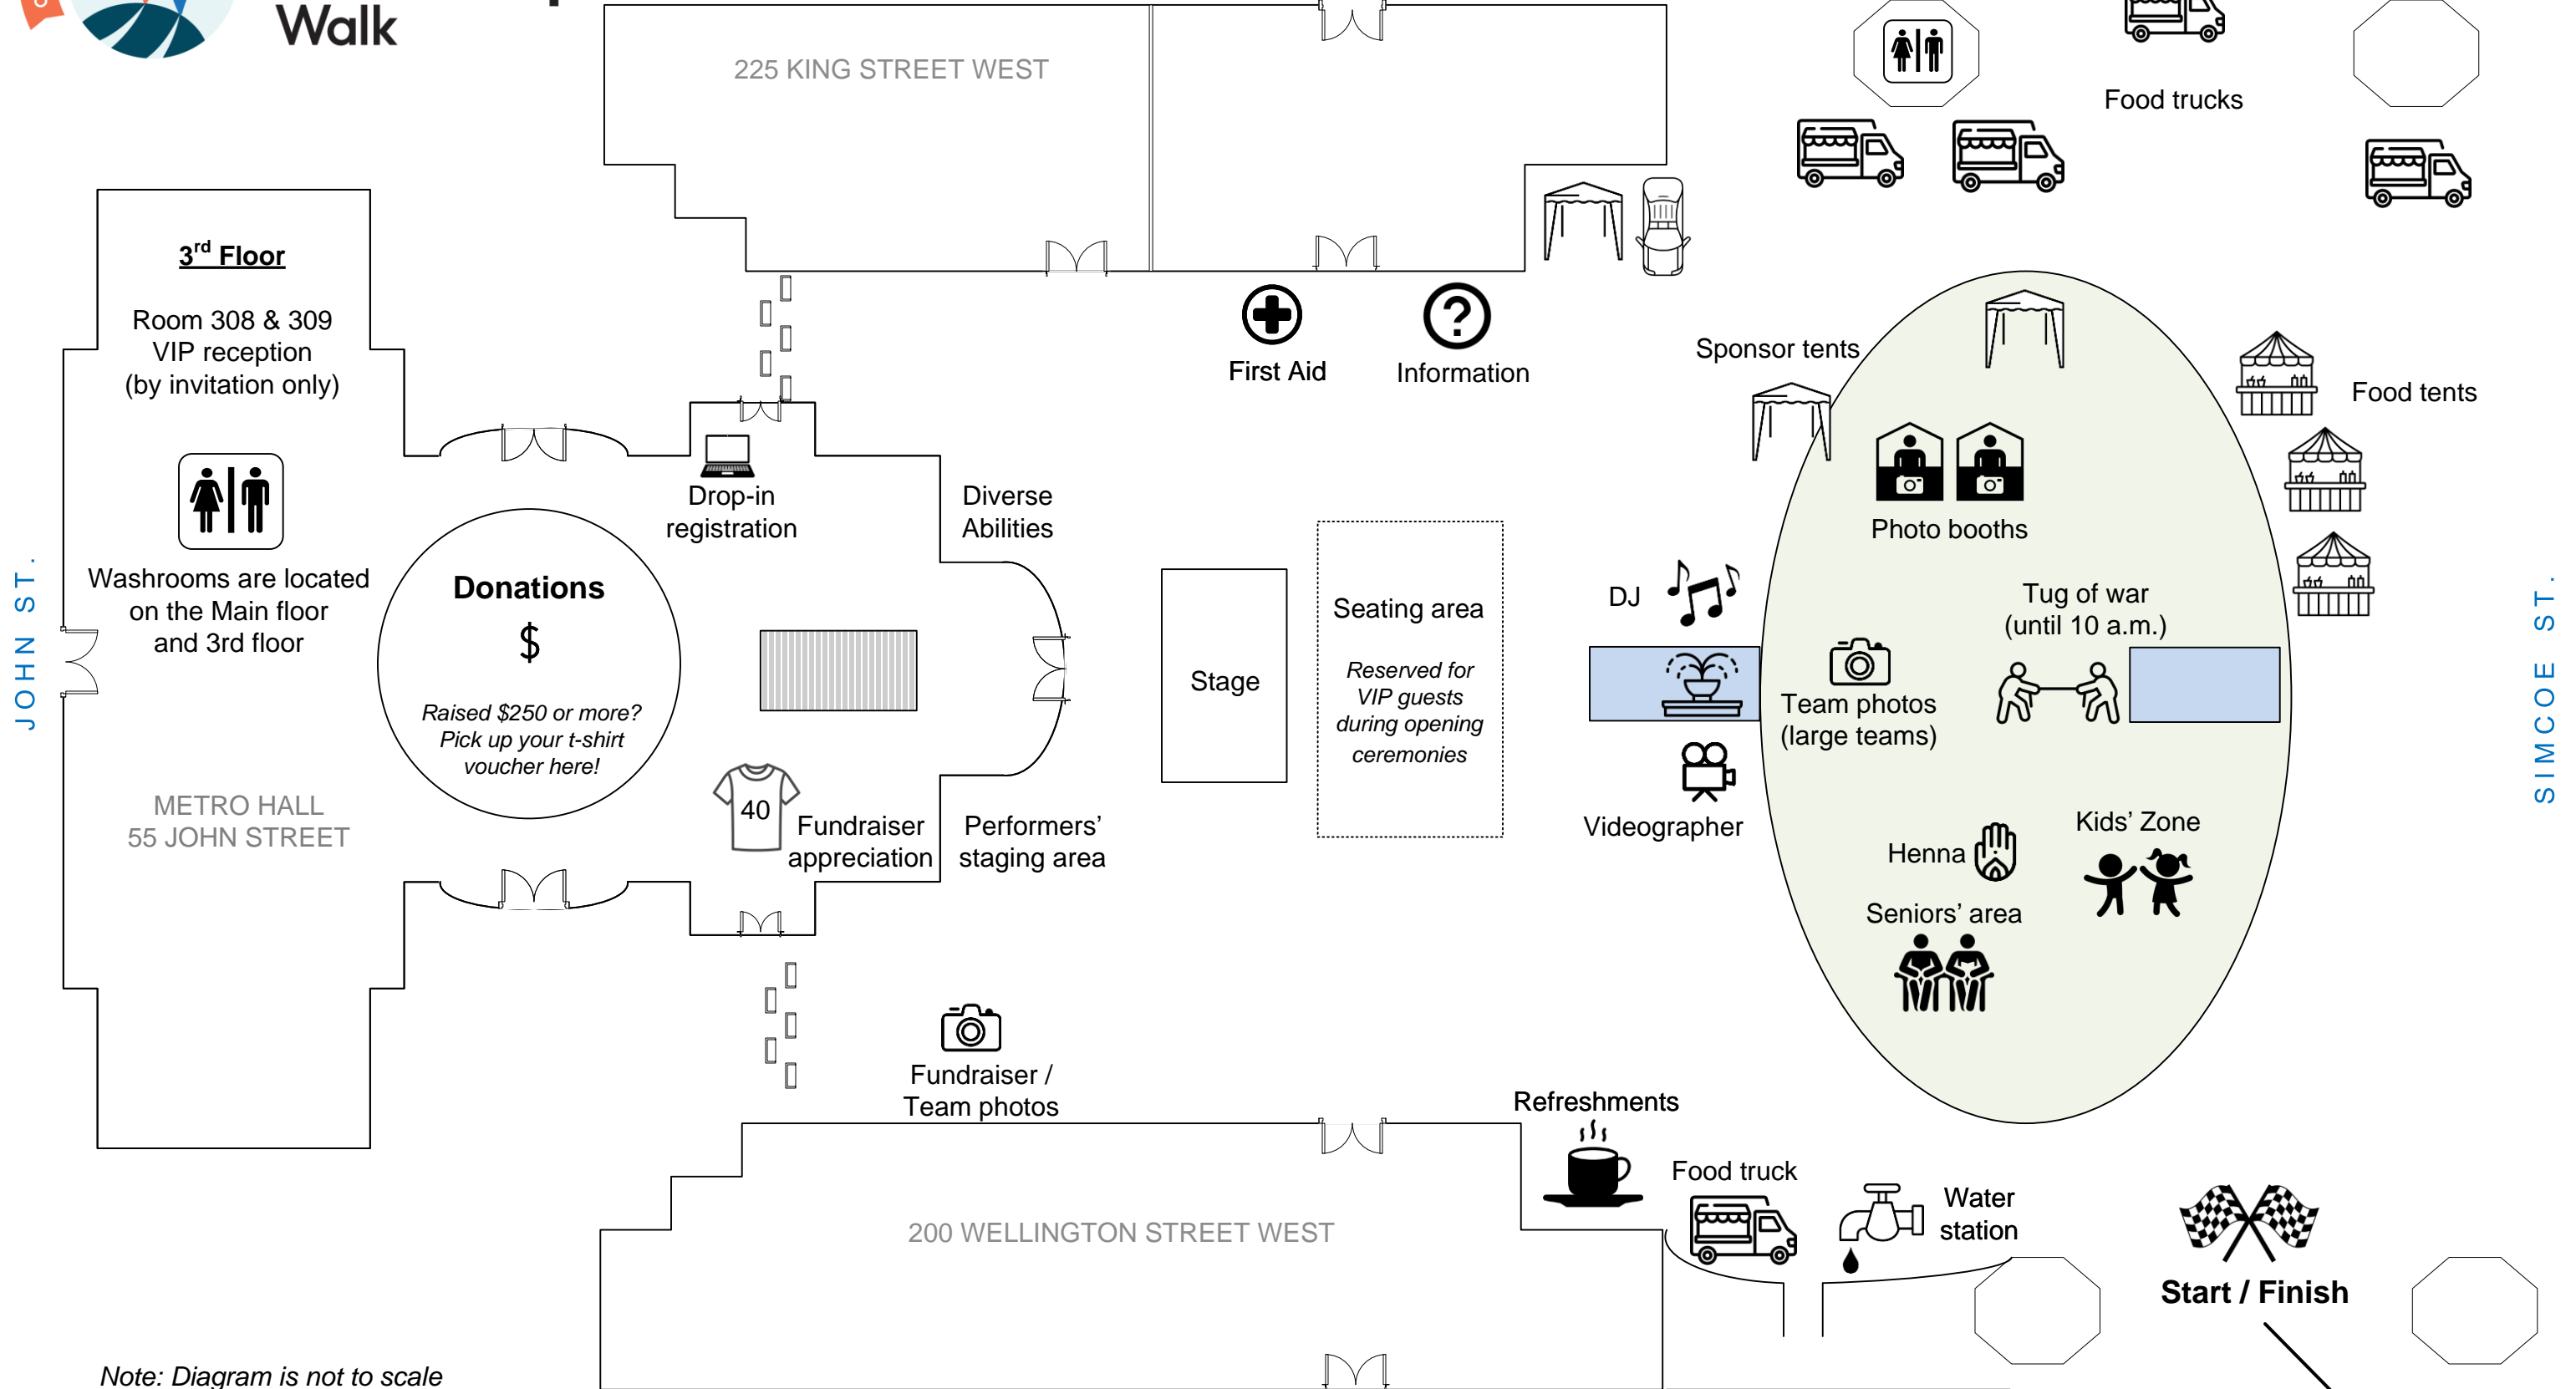 Walk
225 KING STREET WEST
Food trucks
3rd Floor
Room 308 & 309
VIP reception
(by invitation only)
First Aid
Information
Sponsor tents
Food tents
Drop-in
registration
Diverse
Abilities
Photo booths
Washrooms are located
on the Main floor
and 3rd floor
Donations
$
Raised $250 or more?
Pick up your t-shirt
voucher here!
JOHN ST.
Stage
Seating area
Reserved for
VIP guests
during opening
ceremonies
DJ
Tug of war
(until 10 a.m.)
Team photos
(large teams)
SIMCOE ST.
METRO HALL
55 JOHN STREET
40
Fundraiser
appreciation
Performers’
staging area
Videographer
Henna
Kids’ Zone
Seniors’ area
Fundraiser /
Team photos
Refreshments
Food truck
Water
station
200 WELLINGTON STREET WEST
Start / Finish
Note: Diagram is not to scale